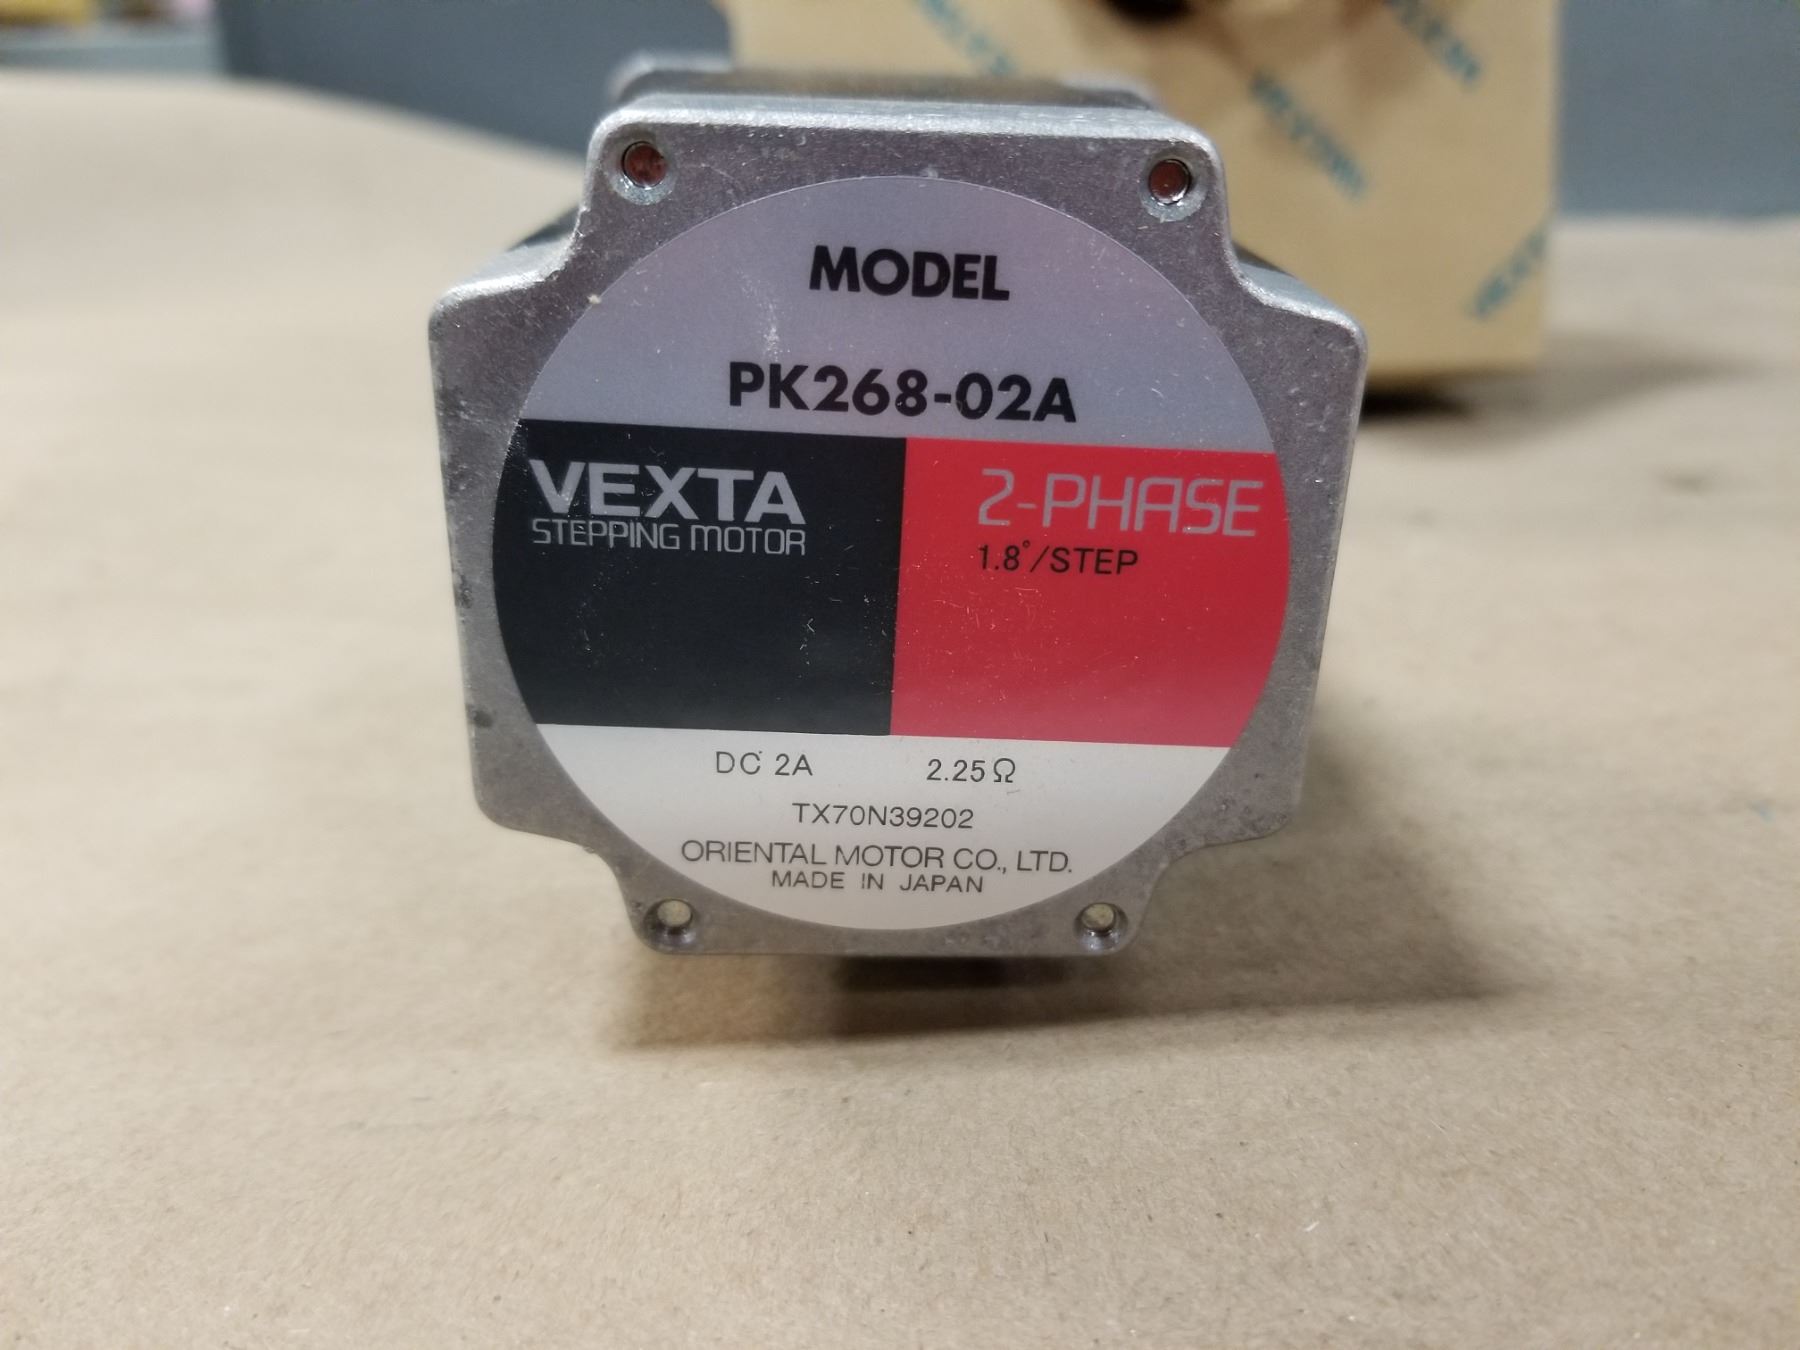 MODEL
PK268-02A
VEXTA
STEPPING MOTOR
2-PHASE
1.8°/STEP
DC 2A 2.25Ω
TX70N39202
ORIENTAL MOTOR CO., LTD.
MADE IN JAPAN